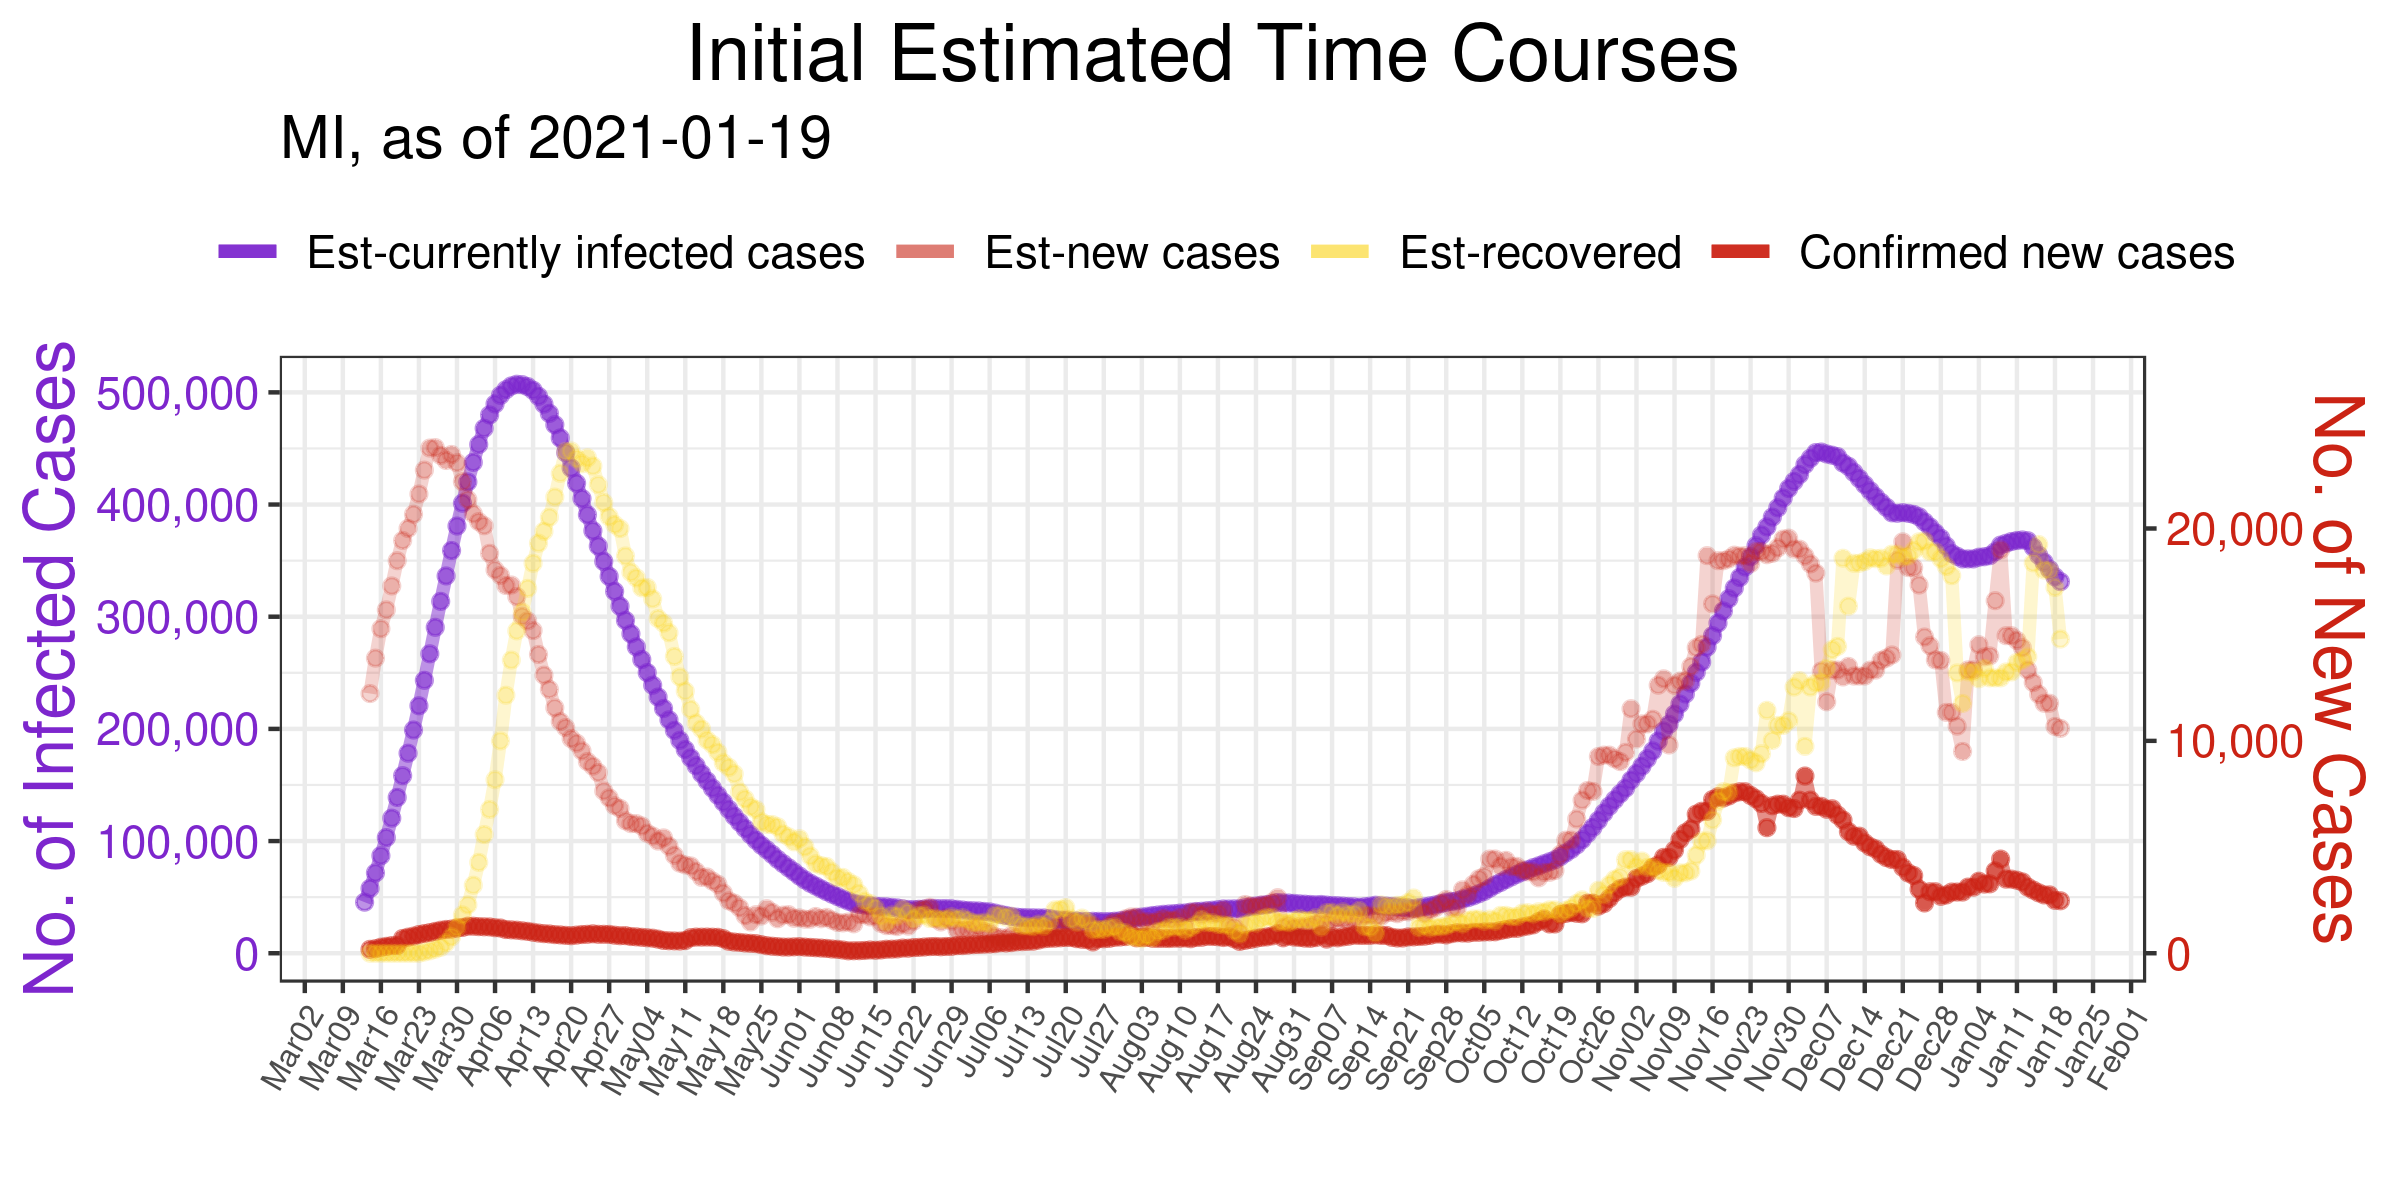 Initial Estimated Time Courses
MI, as of 2021-01-19
Est-currently infected cases Est-new cases Est-recovered Confirmed new cases
No. of Infected Cases
500,000
400,000
300,000
200,000
100,000
0
20,000
10,000
0
No. of New Cases
Mar02 Mar09 Mar16 Mar23 Mar30 Apr06 Apr13 Apr20 Apr27 May04 May11 May18 May25 Jun01 Jun08 Jun15 Jun22 Jun29 Jul06 Jul13 Jul20 Jul27 Aug03 Aug10 Aug17 Aug24 Aug31 Sep07 Sep14 Sep21 Sep28 Oct05 Oct12 Oct19 Oct26 Nov02 Nov09 Nov16 Nov23 Nov30 Dec07 Dec14 Dec21 Dec28 Jan04 Jan11 Jan18 Jan25 Feb01